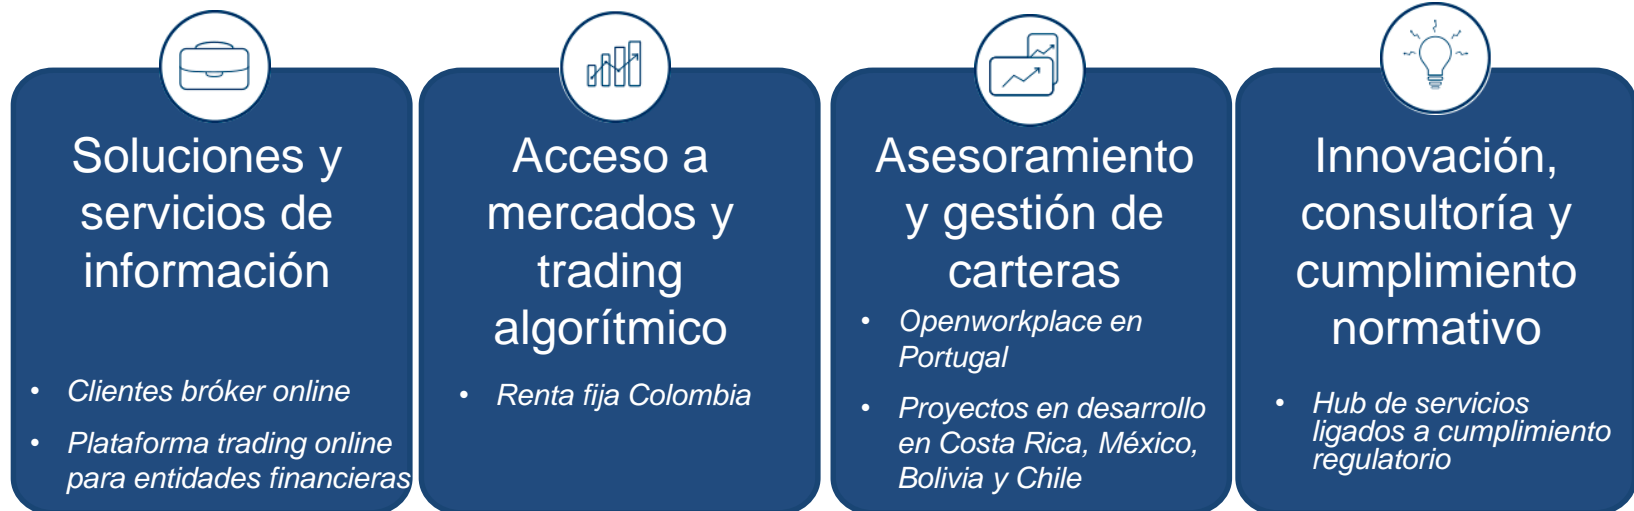 Soluciones y
servicios de
información
• Clientes bróker online
• Plataforma trading online
para entidades financieras
Acceso a
mercados y
trading
algorítmico
• Renta fija Colombia
Asesoramiento
y gestión de
carteras
• Openworkplace en
Portugal
• Proyectos en desarrollo
en Costa Rica, México,
Bolivia y Chile
Innovación,
consultoría y
cumplimiento
normativo
• Hub de servicios
ligados a cumplimiento
regulatorio